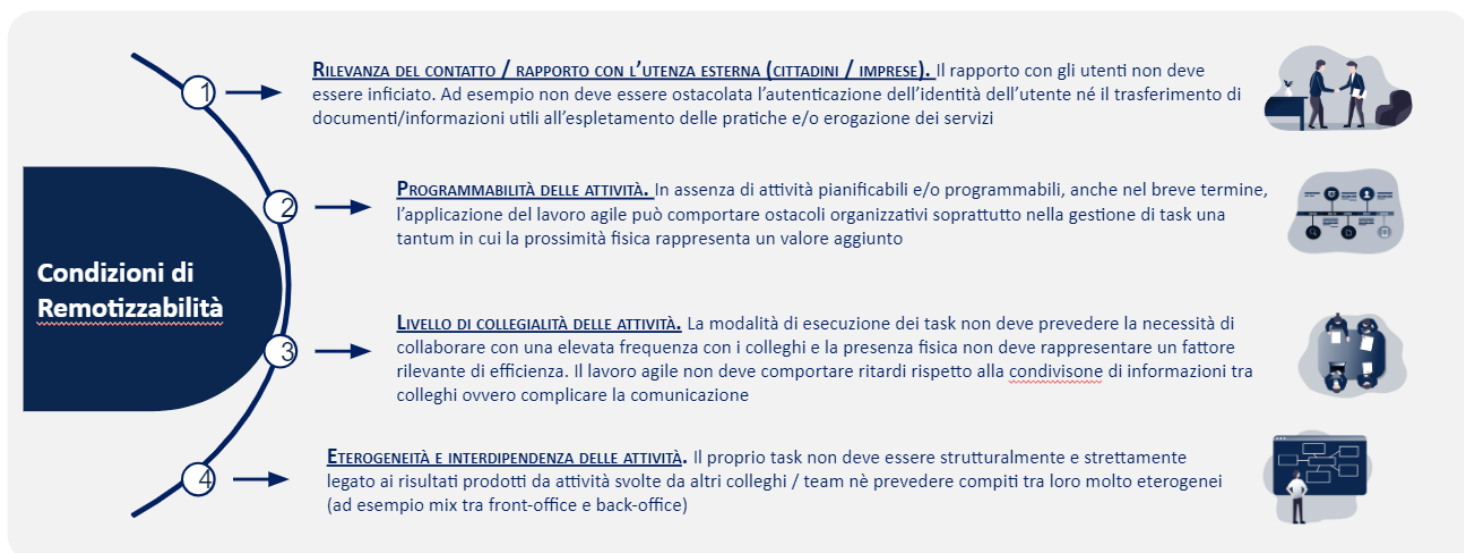 Condizioni di
Remotizzabilità
1
RILEVANZA DEL CONTATTO / RAPPORTO CON L'UTENZA ESTERNA (CITTADINI / IMPRESE). Il rapporto con gli utenti non deve
essere inficiato. Ad esempio non deve essere ostacolata l'autenticazione dell'identità dell'utente né il trasferimento di
documenti/informazioni utili all'espletamento delle pratiche e/o erogazione dei servizi
2
PROGRAMMABILITÀ DELLE ATTIVITÀ. In assenza di attività pianificabili e/o programmabili, anche nel breve termine,
l'applicazione del lavoro agile può comportare ostacoli organizzativi soprattutto nella gestione di task una
tantum in cui la prossimità fisica rappresenta un valore aggiunto
3
LIVELLO DI COLLEGIALITÀ DELLE ATTIVITÀ. La modalità di esecuzione dei task non deve prevedere la necessità di
collaborare con una elevata frequenza con i colleghi e la presenza fisica non deve rappresentare un fattore
rilevante di efficienza. Il lavoro agile non deve comportare ritardi rispetto alla condivisone di informazioni tra
colleghi ovvero complicare la comunicazione
4
ETEROGENEITÀ E INTERDIPENDENZA DELLE ATTIVITÀ. Il proprio task non deve essere strutturalmente e strettamente
legato ai risultati prodotti da attività svolte da altri colleghi / team nè prevedere compiti tra loro molto eterogenei
(ad esempio mix tra front-office e back-office)